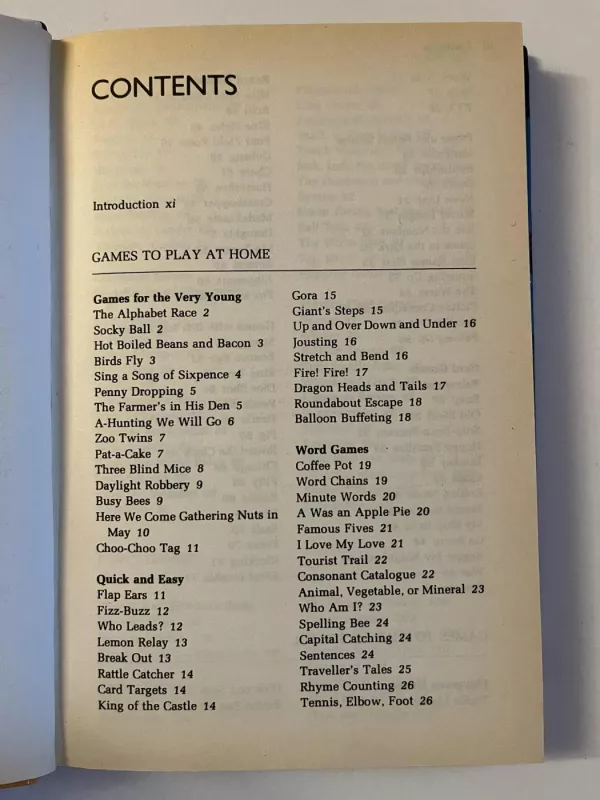 CONTENTS
Introduction xi
GAMES TO PLAY AT HOME
Games for the Very Young
The Alphabet Race 2
Socky Ball 2
Hot Boiled Beans and Bacon 3
Birds Fly 3
Sing a Song of Sixpence 4
Penny Dropping 5
The Farmer's in His Den 5
A-Hunting We Will Go 6
Zoo Twins 7
Pat-a-Cake 7
Three Blind Mice 8
Daylight Robbery 9
Busy Bees 9
Here We Come Gathering Nuts in
May 10
Choo-Choo Tag 11
Quick and Easy
Flap Ears 11
Fizz-Buzz 12
Who Leads? 12
Lemon Relay 13
Break Out 13
Rattle Catcher 14
Card Targets 14
King of the Castle 14
Gora 15
Giant's Steps 15
Up and Over Down and Under 16
Jousting 16
Stretch and Bend 16
Fire! Fire! 17
Dragon Heads and Tails 17
Roundabout Escape 18
Balloon Buffeting 18
Word Games
Coffee Pot 19
Word Chains 19
Minute Words 20
A Was an Apple Pie 20
Famous Fives 21
I Love My Love 21
Tourist Trail 22
Consonant Catalogue 22
Animal, Vegetable, or Mineral 23
Who Am I? 23
Spelling Bee 24
Capital Catching 24
Sentences 24
Traveller's Tales 25
Rhyme Counting 26
Tennis, Elbow, Foot 26